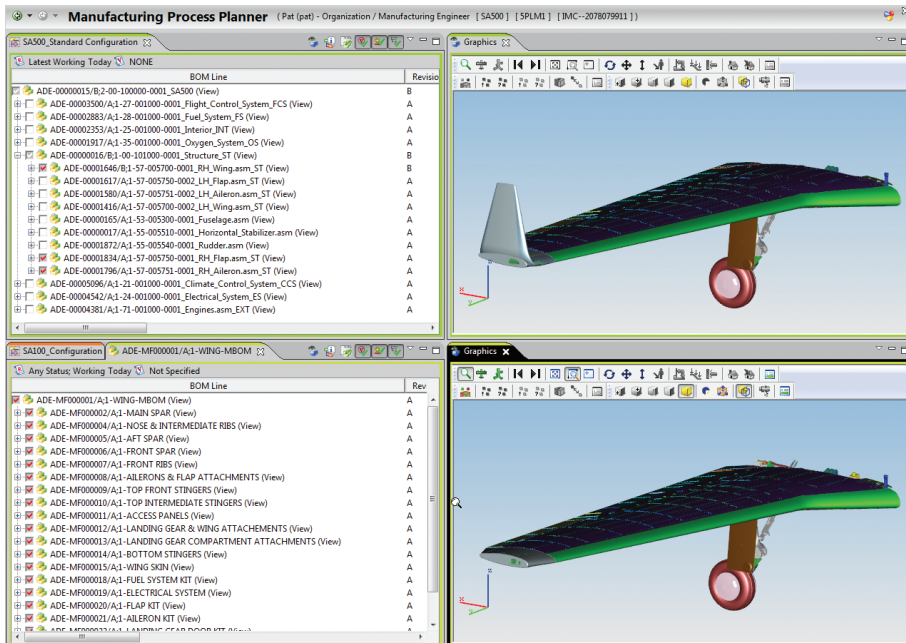 Manufacturing Process Planner ( Pat (pat) - Organization / Manufacturing Engineer [ SA500 ] [ 5PLM1 ] [ IMC--2078079911 ] )
SA500_Standard Configuration
Latest Working Today NONE
BOM Line Revisio
ADE-00000015/B;2-00-100000-0001_SA500 (View) B
ADE-00003500/A;1-27-001000-0001_Flight_Control_System_FCS (View) A
ADE-00002883/A;1-28-001000-0001_Fuel_System_FS (View) A
ADE-00002353/A;1-25-001000-0001_Interior_INT (View) A
ADE-00001917/A;1-35-001000-0001_Oxygen_System_OS (View) A
ADE-00000016/B;1-00-101000-0001_Structure_ST (View) B
ADE-00001646/B;1-57-005700-0001_RH_Wing.asm_ST (View) B
ADE-00001617/A;1-57-005750-0002_LH_Flap.asm_ST (View) A
ADE-00001580/A;1-57-005751-0002_LH_Aileron.asm_ST (View) A
ADE-00001416/A;1-57-005700-0002_LH_Wing.asm_ST (View) A
ADE-00000165/A;1-53-005300-0001_Fuselage.asm (View) A
ADE-00000017/A;1-55-005510-0001_Horizontal_Stabilizer.asm (View) A
ADE-00001872/A;1-55-005540-0001_Rudder.asm (View) A
ADE-00001834/A;1-57-005750-0001_RH_Flap.asm_ST (View) A
ADE-00001796/A;1-57-005751-0001_RH_Aileron.asm_ST (View) A
ADE-00005096/A;1-21-001000-0001_Climate_Control_System_CCS (View) A
ADE-00004542/A;1-24-001000-0001_Electrical_System_ES (View) A
ADE-00004381/A;1-71-001000-0001_Engines.asm_EXT (View) A
Graphics
SA100_Configuration ADE-MF000001/A;1-WING-MBOM
Any Status; Working Today Not Specified
BOM Line Rev
ADE-MF000001/A;1-WING-MBOM (View) A
ADE-MF000002/A;1-MAIN SPAR (View) A
ADE-MF000004/A;1-NOSE & INTERMEDIATE RIBS (View) A
ADE-MF000005/A;1-AFT SPAR (View) A
ADE-MF000006/A;1-FRONT SPAR (View) A
ADE-MF000007/A;1-FRONT RIBS (View) A
ADE-MF000008/A;1-AILERONS & FLAP ATTACHMENTS (View) A
ADE-MF000009/A;1-TOP FRONT STINGERS (View) A
ADE-MF000010/A;1-TOP INTERMEDIATE STINGERS (View) A
ADE-MF000011/A;1-ACCESS PANELS (View) A
ADE-MF000012/A;1-LANDING GEAR & WING ATTACHEMENTS (View) A
ADE-MF000013/A;1-LANDING GEAR COMPARTMENT ATTACHMENTS (View) A
ADE-MF000014/A;1-BOTTOM STINGERS (View) A
ADE-MF000015/A;1-WING SKIN (View) A
ADE-MF000018/A;1-FUEL SYSTEM KIT (View) A
ADE-MF000019/A;1-ELECTRICAL SYSTEM (View) A
ADE-MF000020/A;1-FLAP KIT (View) A
ADE-MF000021/A;1-AILERON KIT (View) A
ADE-MF000022/A;1-LANDING GEAR DOOR KIT (View) A
Graphics